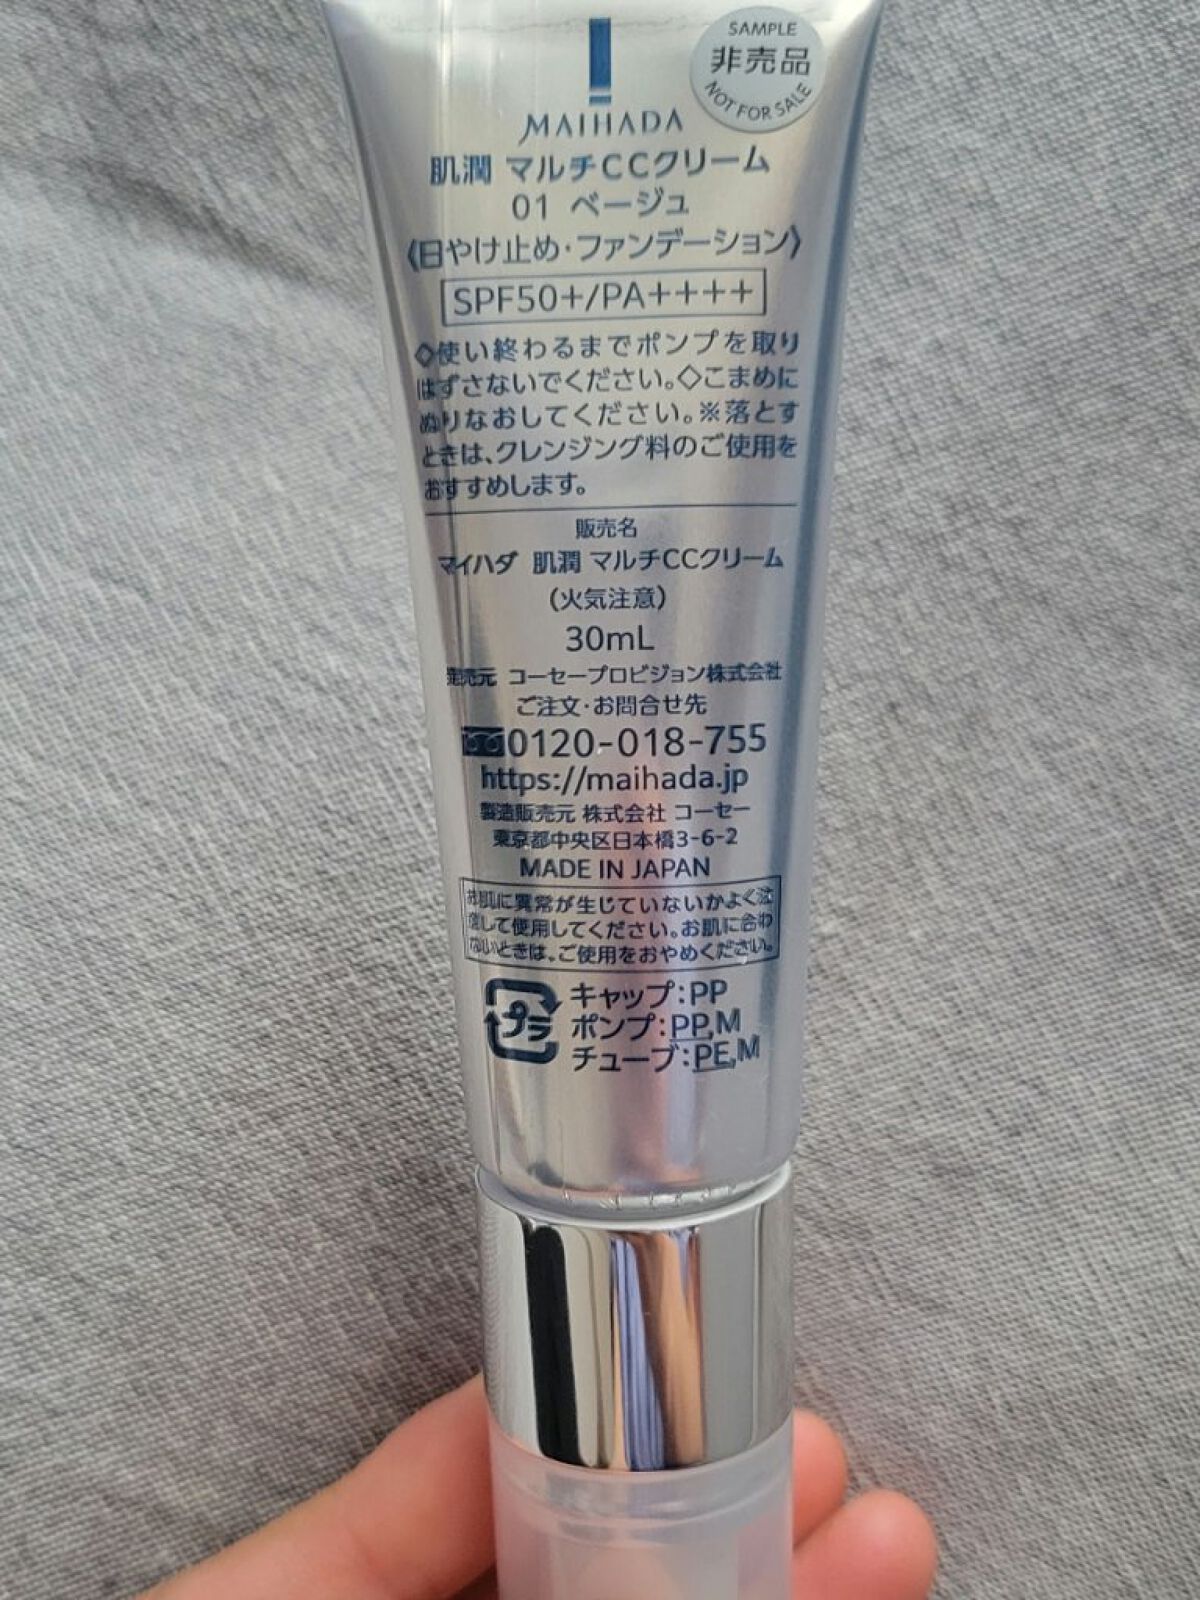 SAMPLE
非売品
NOT FOR SALE
MAIHADA
肌潤 マルチCCクリーム
01 ベージュ
〈日やけ止め・ファンデーション〉
SPF50+/PA++++
◇使い終わるまでポンプを取り
はずさないでください。◇こまめに
ぬりなおしてください。※落とす
ときは、クレンジング料のご使用を
おすすめします。
販売名
マイハダ 肌潤 マルチCCクリーム
(火気注意)
30mL
発売元 コーセープロビジョン株式会社
ご注文・お問合せ先
0120-018-755
https://maihada.jp
製造販売元 株式会社 コーセー
東京都中央区日本橋3-6-2
MADE IN JAPAN
お肌に異常が生じていないかよく注
意して使用してください。お肌に合わ
ないときは、ご使用をおやめください。
プラ
キャップ:PP
ポンプ:PP,M
チューブ:PE,M